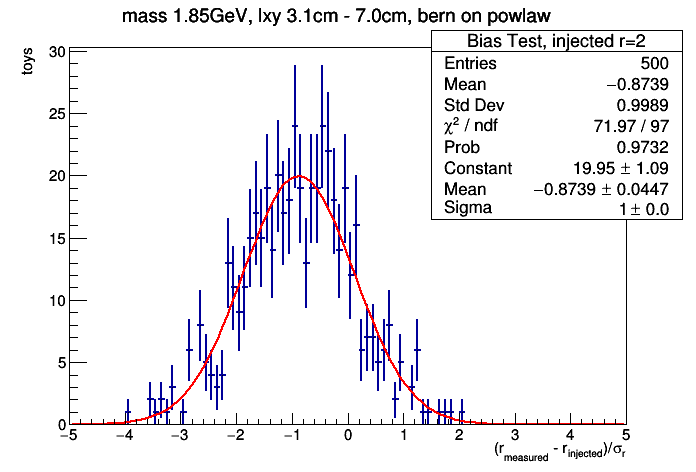 mass 1.85GeV, lxy 3.1cm - 7.0cm, bern on powlaw
Bias Test, injected r=2
Entries 500
Mean −0.8739
Std Dev 0.9989
χ² / ndf 71.97 / 97
Prob 0.9732
Constant 19.95 ± 1.09
Mean −0.8739 ± 0.0447
Sigma 1 ± 0.0
toys
30
25
20
15
10
5
0
−5 −4 −3 −2 −1 0 1 2 3 4 5
(r_measured - r_injected)/σ_r